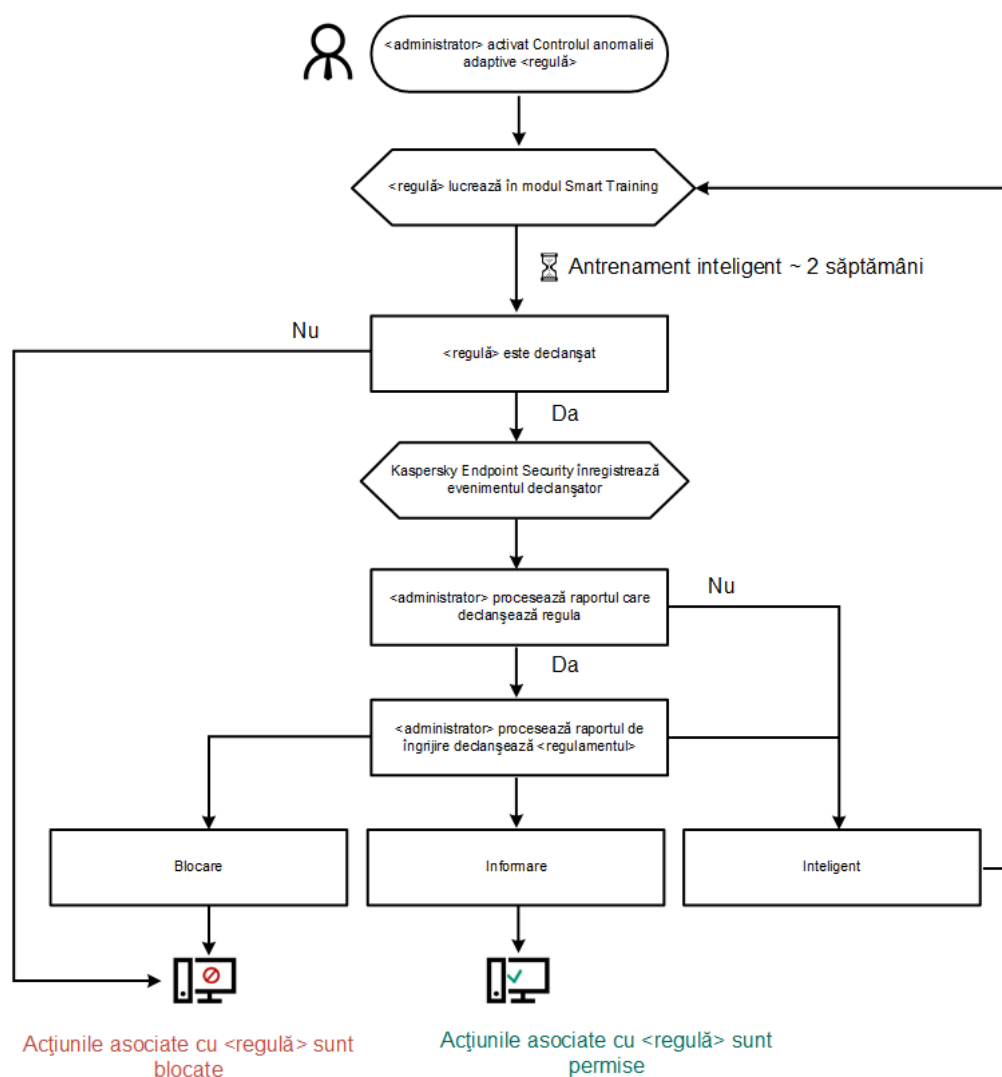 <administrator> activat Controlul anomaliei
adaptive <regulă>
<regulă> lucrează în modul Smart Training
Antrenament inteligent ~ 2 săptămâni
Nu
<regulă> este declanşat
Da
Kaspersky Endpoint Security înregistrează
evenimentul declanşator
<administrator> procesează raportul care
declanşează regula
Nu
Da
<administrator> procesează raportul de
îngrijire declanşează <regulamentul>
Blocare
Informare
Inteligent
Acţiunile asociate cu <regulă> sunt
blocate
Acţiunile asociate cu <regulă> sunt
permise